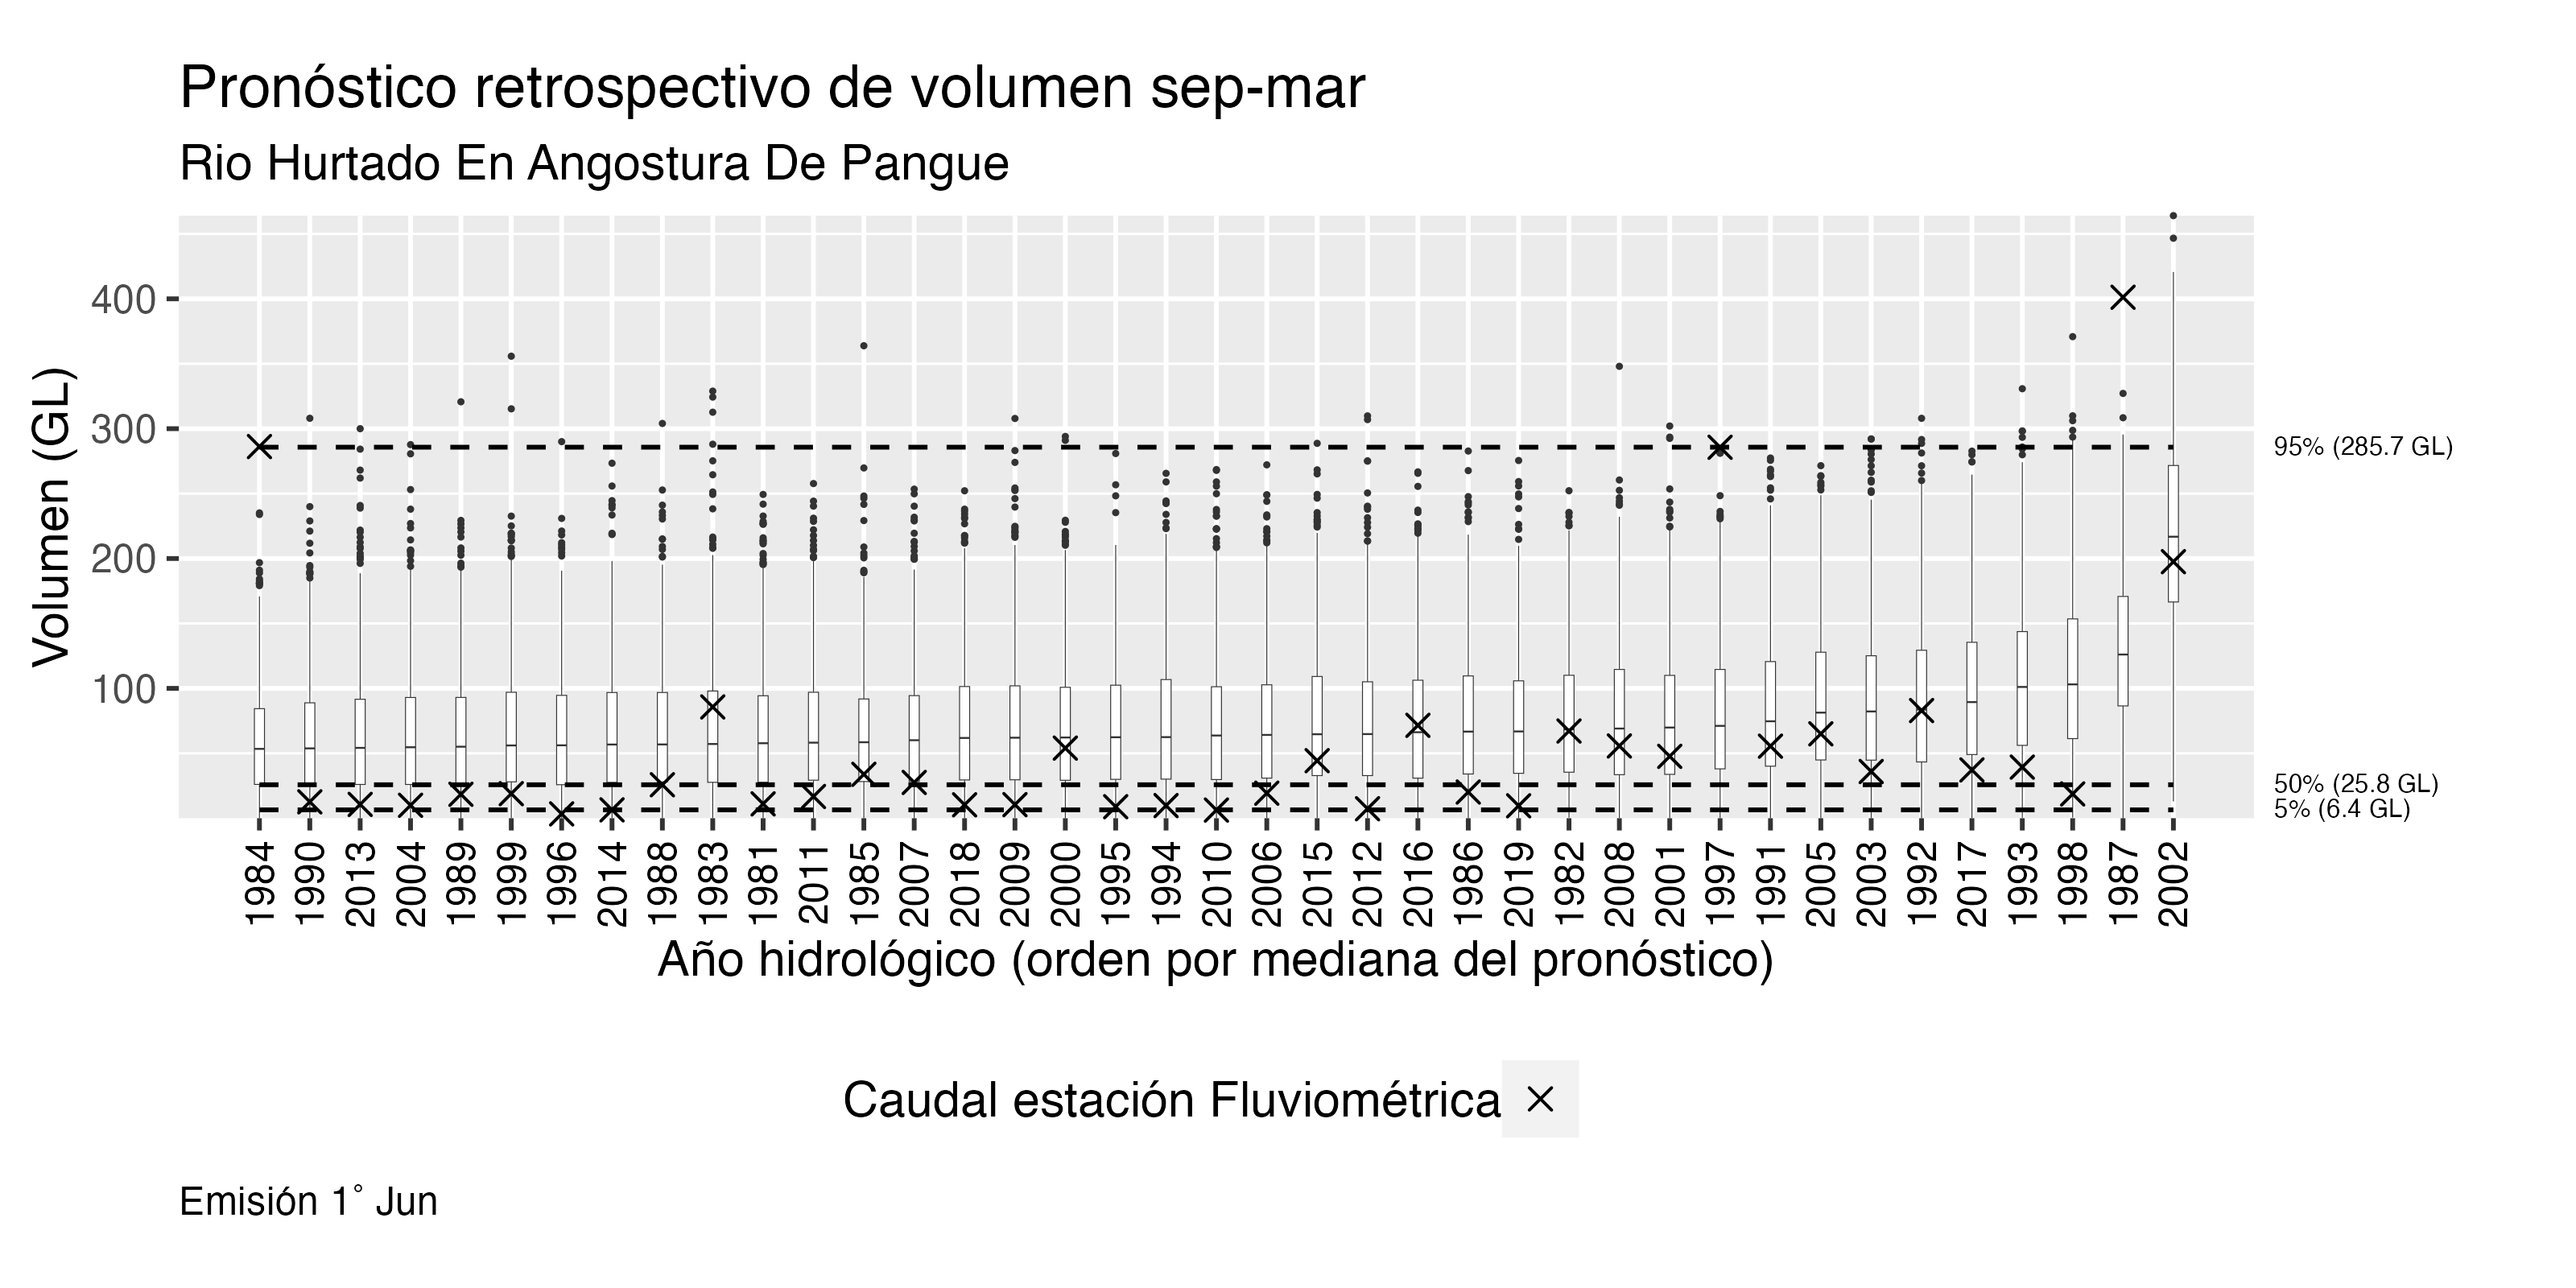 Pronóstico retrospectivo de volumen sep-mar
Rio Hurtado En Angostura De Pangue
Volumen (GL)
400
300
200
100
95% (285.7 GL)
50% (25.8 GL)
5% (6.4 GL)
1984 1990 2013 2004 1989 1999 1996 2014 1988 1983 1981 2011 1985 2007 2018 2009 2000 1995 1994 2010 2006 2015 2012 2016 1986 2019 1982 2008 2001 1997 1991 2005 2003 1992 2017 1993 1998 1987 2002
Año hidrológico (orden por mediana del pronóstico)
Caudal estación Fluviométrica
Emisión 1° Jun